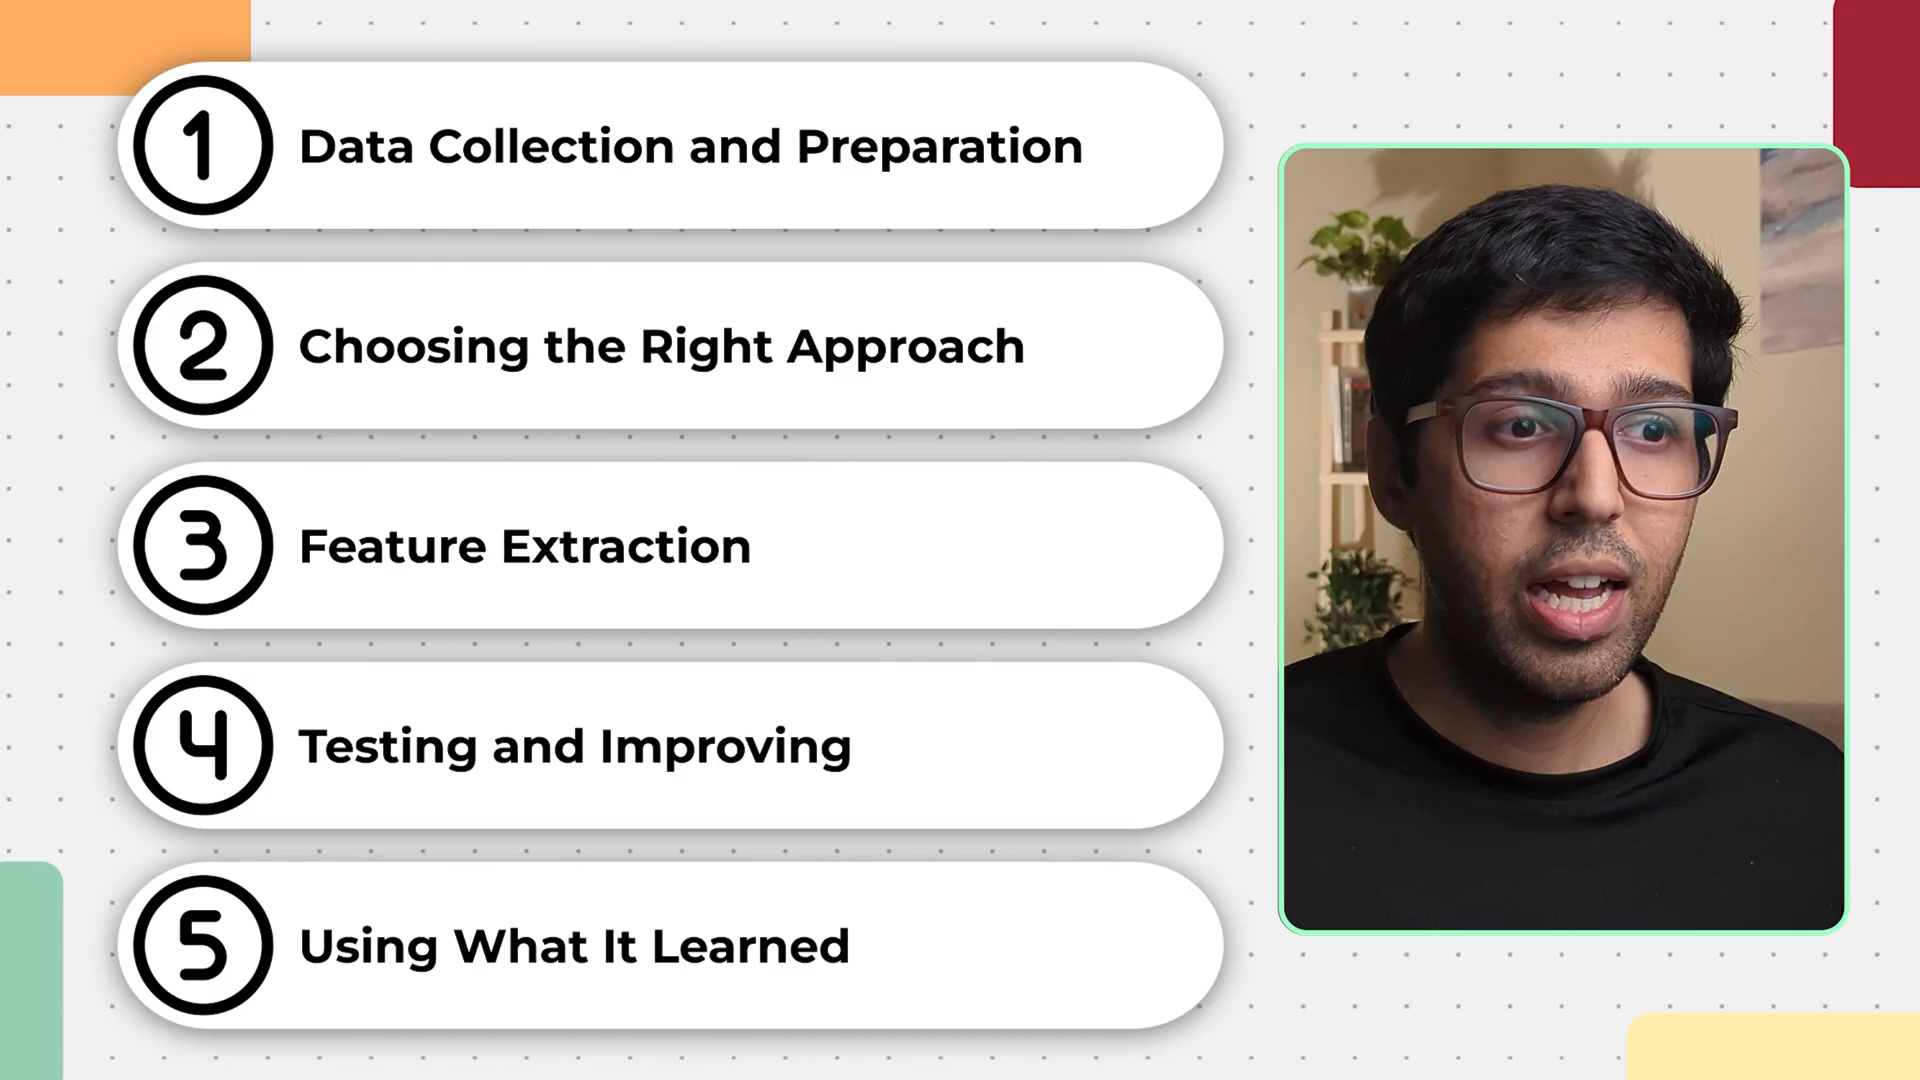 1 Data Collection and Preparation
2 Choosing the Right Approach
3 Feature Extraction
4 Testing and Improving
5 Using What It Learned